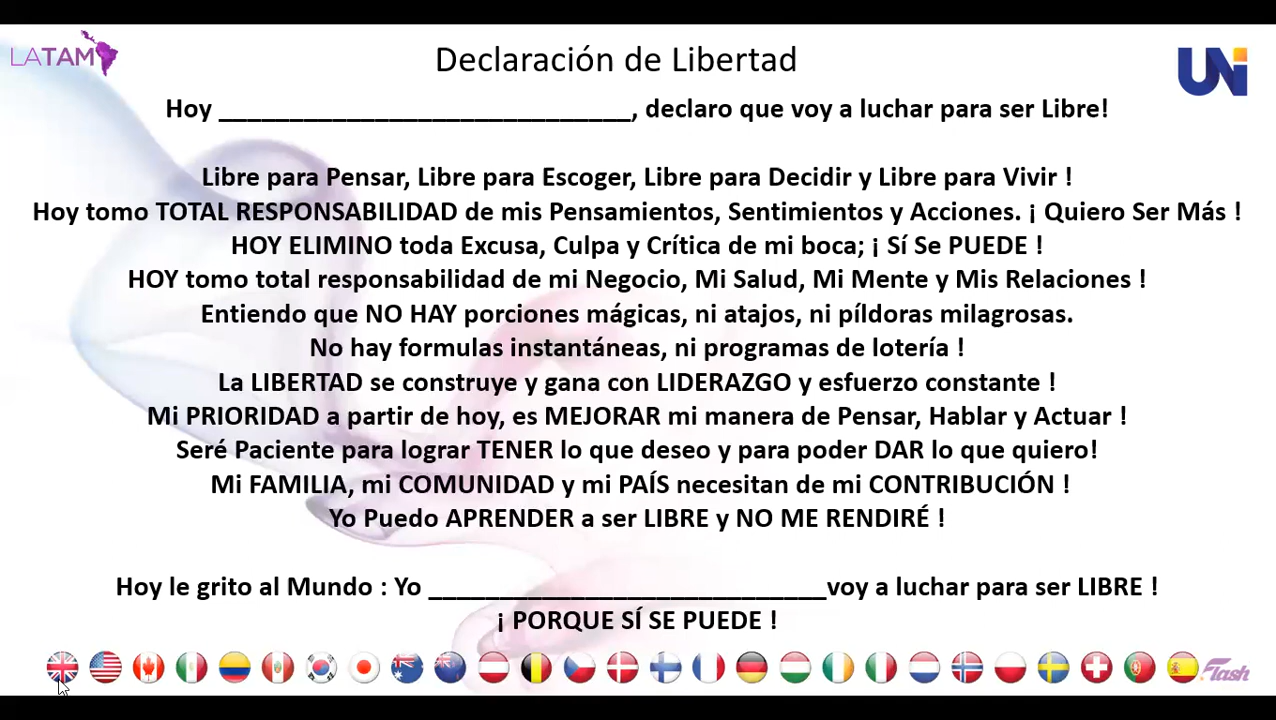 LATAM
UNi
Declaración de Libertad
Hoy _______________________________, declaro que voy a luchar para ser Libre!
Libre para Pensar, Libre para Escoger, Libre para Decidir y Libre para Vivir !
Hoy tomo TOTAL RESPONSABILIDAD de mis Pensamientos, Sentimientos y Acciones. ¡ Quiero Ser Más !
HOY ELIMINO toda Excusa, Culpa y Crítica de mi boca; ¡ Sí Se PUEDE !
HOY tomo total responsabilidad de mi Negocio, Mi Salud, Mi Mente y Mis Relaciones !
Entiendo que NO HAY porciones mágicas, ni atajos, ni píldoras milagrosas.
No hay formulas instantáneas, ni programas de lotería !
La LIBERTAD se construye y gana con LIDERAZGO y esfuerzo constante !
Mi PRIORIDAD a partir de hoy, es MEJORAR mi manera de Pensar, Hablar y Actuar !
Seré Paciente para lograr TENER lo que deseo y para poder DAR lo que quiero!
Mi FAMILIA, mi COMUNIDAD y mi PAÍS necesitan de mi CONTRIBUCIÓN !
Yo Puedo APRENDER a ser LIBRE y NO ME RENDIRÉ !
Hoy le grito al Mundo : Yo ______________________________voy a luchar para ser LIBRE !
¡ PORQUE SÍ SE PUEDE !
Tash